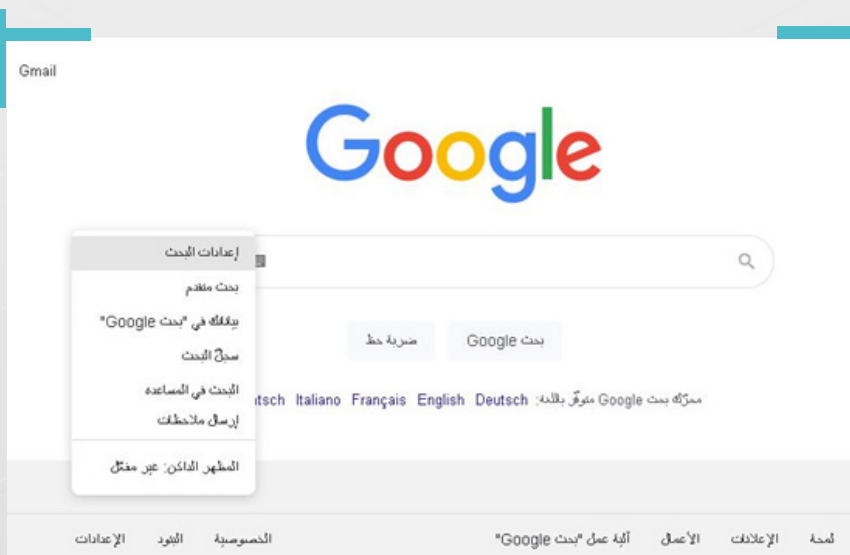 Gmail
Google
إعدادات البحث
بحث متقدم
بياناتك في "بحث Google"
سجلّ البحث
البحث في المساعدة
إرسال ملاحظات
المظهر الداكن: غير مفعّل
بحث Google ضربة حظ
محرّك بحث Google متوفّر باللغة: Deutsch English Français Italiano
لمحة الإعلانات الأعمال آلية عمل "بحث Google" الخصوصية البنود الإعدادات